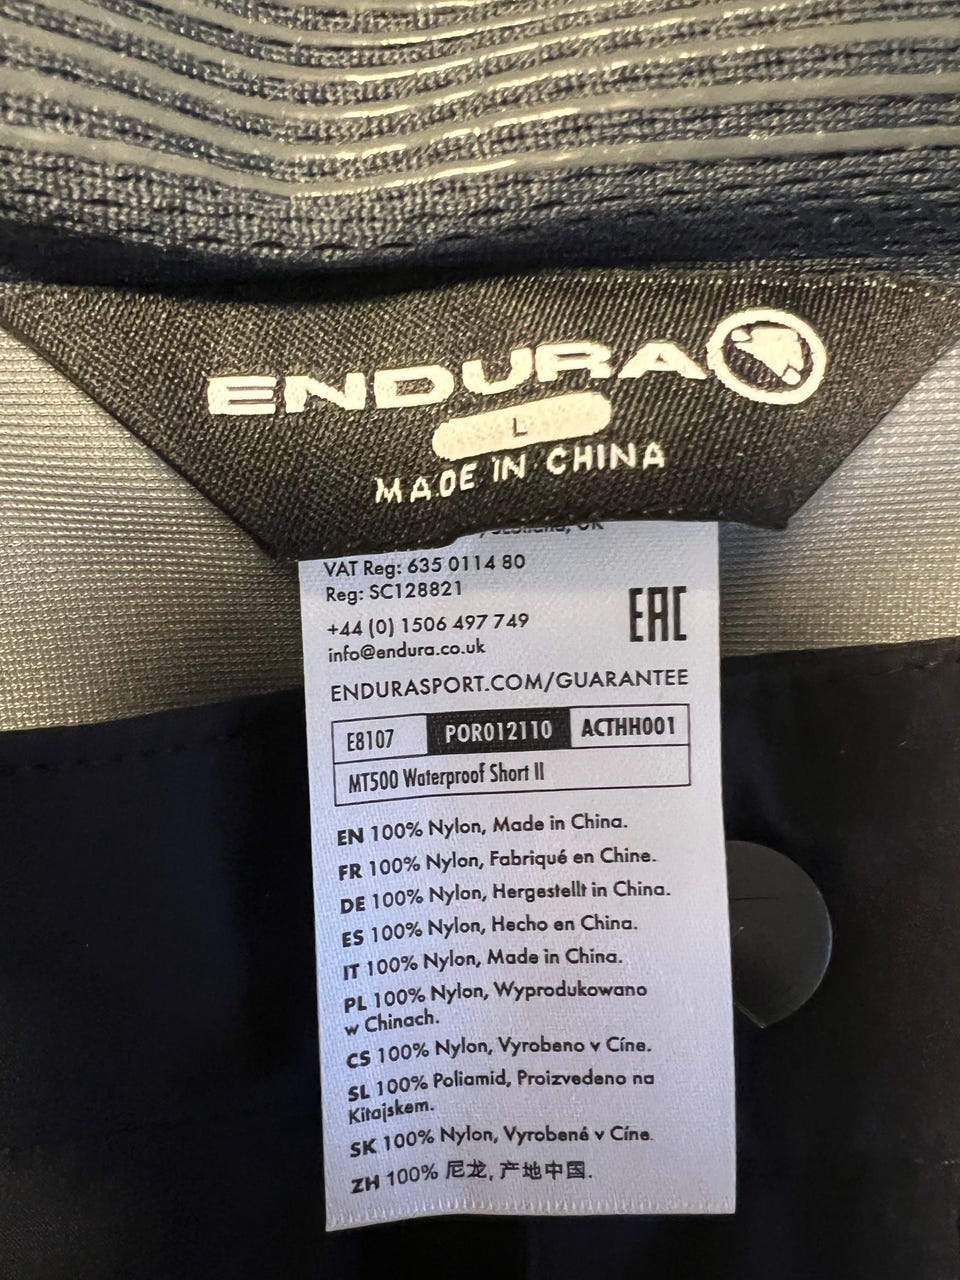 ENDURA
L
MADE IN CHINA
Scotland, UK
VAT Reg: 635 0114 80
Reg: SC128821
+44 (0) 1506 497 749
info@endura.co.uk
EAC
ENDURASPORT.COM/GUARANTEE
E8107 POR012110 ACTHH001
MT500 Waterproof Short II
EN 100% Nylon, Made in China.
FR 100% Nylon, Fabriqué en Chine.
DE 100% Nylon, Hergestellt in China.
ES 100% Nylon, Hecho en China.
IT 100% Nylon, Made in China.
PL 100% Nylon, Wyprodukowano
w Chinach.
CS 100% Nylon, Vyrobeno v Číne.
SL 100% Poliamid, Proizvedeno na
Kitajskem.
SK 100% Nylon, Vyrobené v Číne.
ZH 100% 尼龙, 产地中国.